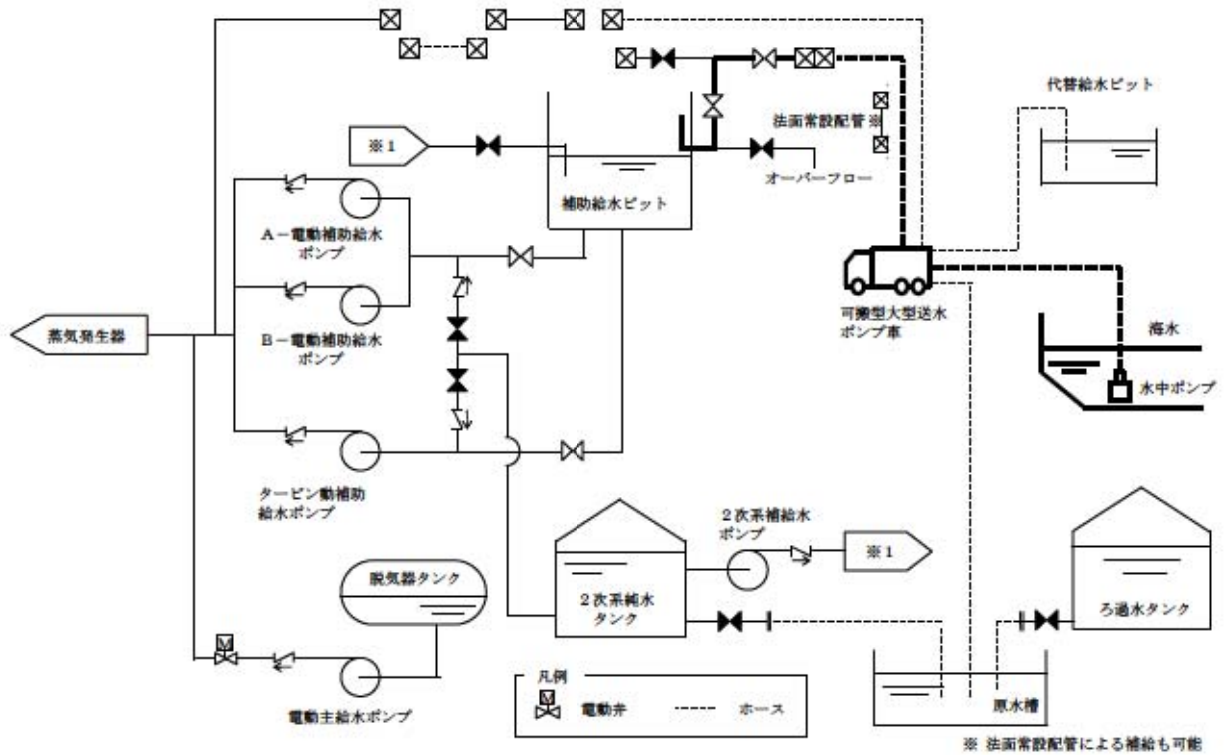 代替給水ピット
法面常設配管※
※1
オーバーフロー
補助給水ピット
A-電動補助給水
ポンプ
可搬型大型送水
ポンプ車
海水
蒸気発生器
B-電動補助給水
ポンプ
水中ポンプ
タービン動補助
給水ポンプ
2次系補給水
ポンプ
※1
脱気器タンク
2次系純水
タンク
ろ過水タンク
M
凡例
M
電動弁
ホース
原水槽
電動主給水ポンプ
※ 法面常設配管による補給も可能